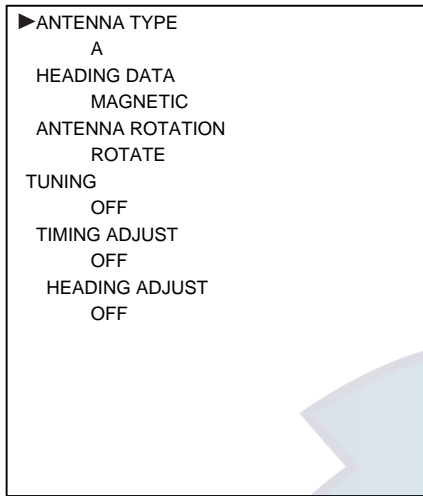 ▶ANTENNA TYPE
A
HEADING DATA
MAGNETIC
ANTENNA ROTATION
ROTATE
TUNING
OFF
TIMING ADJUST
OFF
HEADING ADJUST
OFF